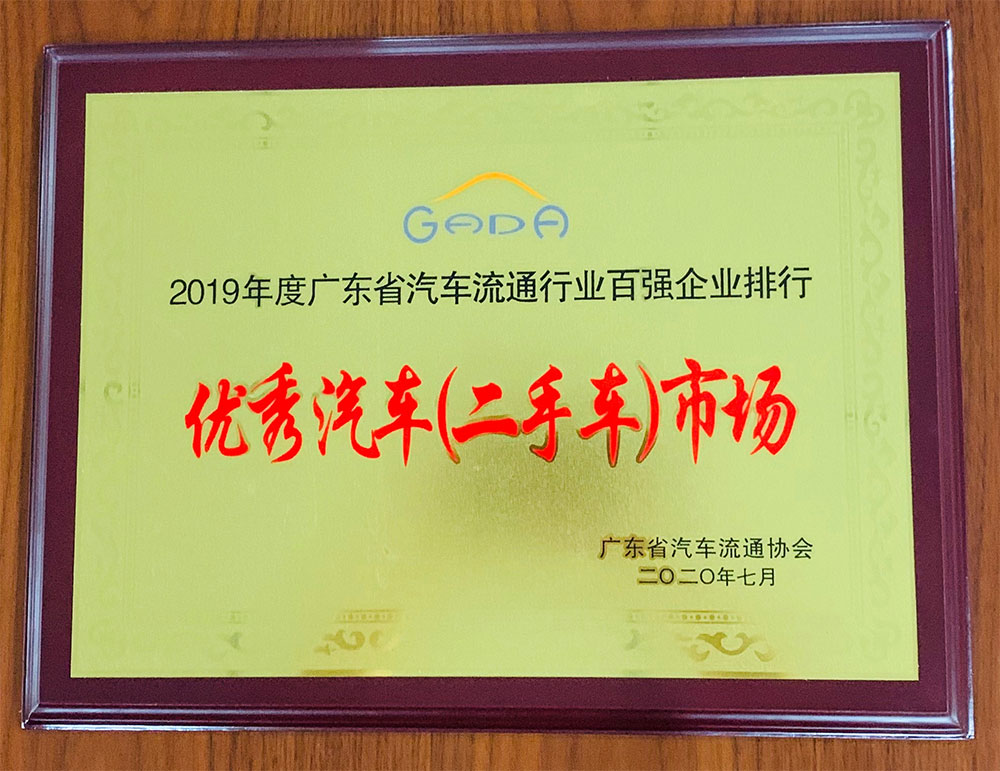 GADA
2019年度广东省汽车流通行业百强企业排行
优秀汽车(二手车)市场
广东省汽车流通协会
二〇二〇年七月